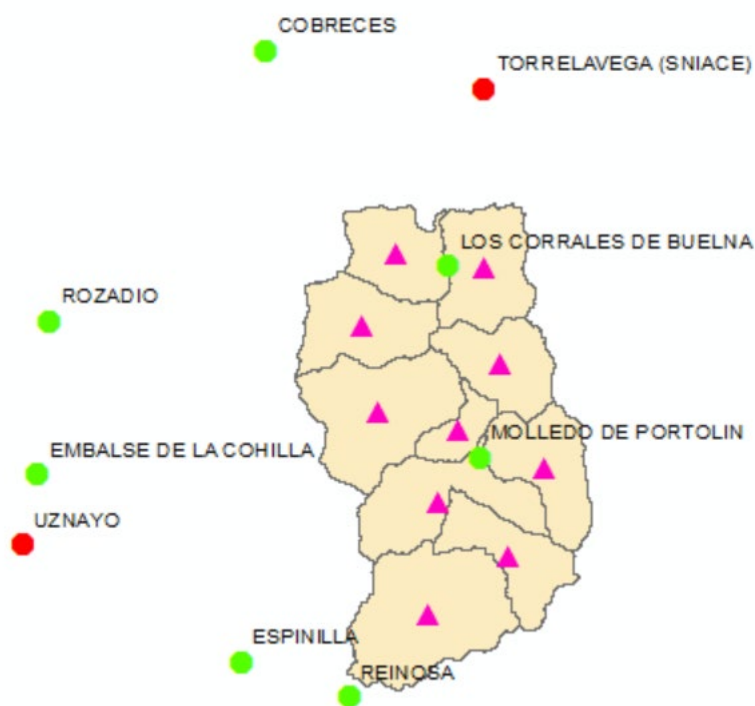 COBRECES
TORRELAVEGA (SNIACE)
LOS CORRALES DE BUELNA
ROZADIO
MOLLEDO DE PORTOLIN
EMBALSE DE LA COHILLA
UZNAYO
ESPINILLA
REINOSA